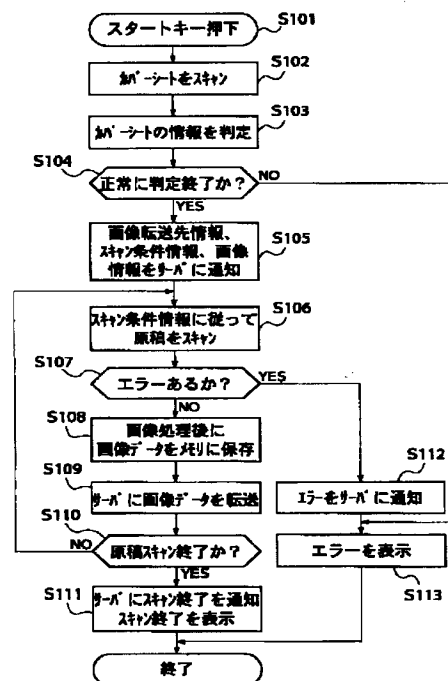 スタートキー押下
S101
S102
ｶﾊﾞｰｼｰﾄをｽｷｬﾝ
S103
ｶﾊﾞｰｼｰﾄの情報を判定
S104
正常に判定終了か？
NO
YES
画像転送先情報、
ｽｷｬﾝ条件情報、画像
情報をｻｰﾊﾞに通知
S105
ｽｷｬﾝ条件情報に従って
原稿をｽｷｬﾝ
S106
S107
エラーあるか？
YES
NO
S108
画像処理後に
画像データをメモリに保存
S112
S109
ｻｰﾊﾞに画像データを転送
ｴﾗｰをｻｰﾊﾞに通知
S110
NO
原稿スキャン終了か？
エラーを表示
YES
S111
ｻｰﾊﾞにスキャン終了を通知
スキャン終了を表示
S113
終了